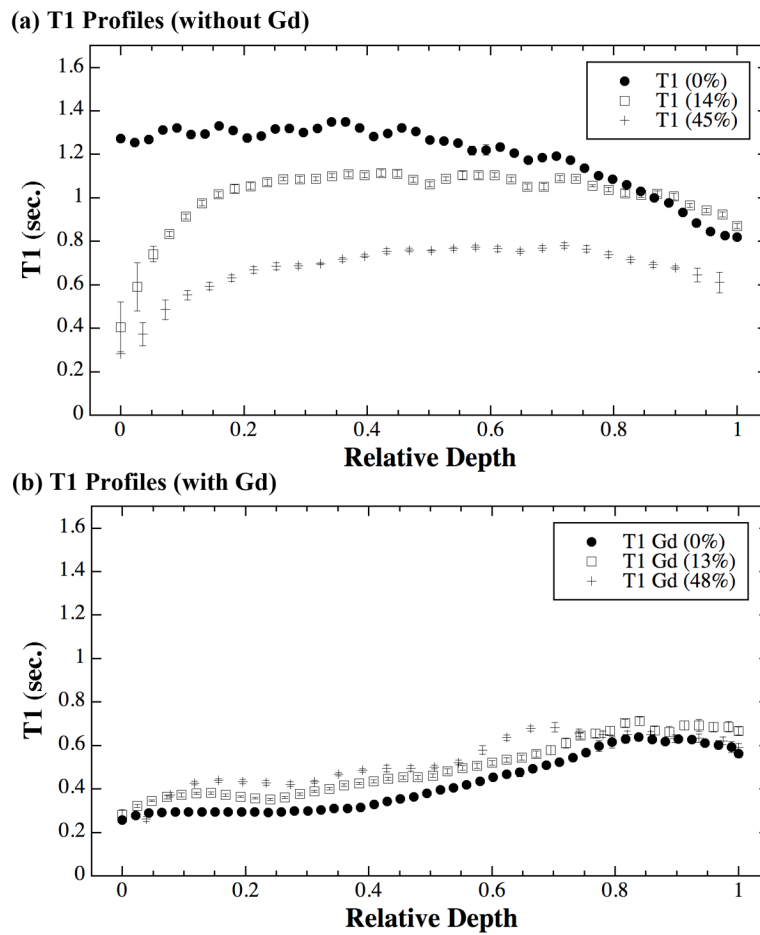 (a) T1 Profiles (without Gd)
1.6
1.4
1.2
1
0.8
0.6
0.4
0.2
0
T1 (sec.)
T1 (0%)
T1 (14%)
T1 (45%)
0 0.2 0.4 0.6 0.8 1
Relative Depth
(b) T1 Profiles (with Gd)
1.6
1.4
1.2
1
0.8
0.6
0.4
0.2
0
T1 (sec.)
T1 Gd (0%)
T1 Gd (13%)
T1 Gd (48%)
0 0.2 0.4 0.6 0.8 1
Relative Depth